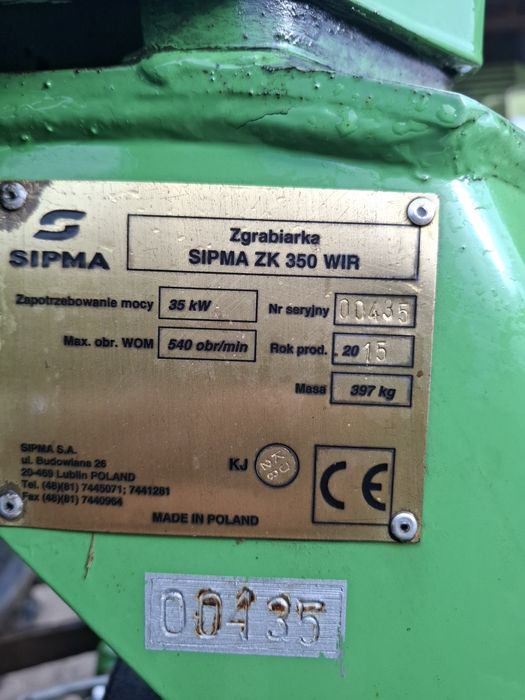 SIPMA
Zgrabiarka
SIPMA ZK 350 WIR
Zapotrzebowanie mocy 35 kW Nr seryjny 00435
Max. obr. WOM 540 obr/min Rok prod. 2015
Masa 397 kg
SIPMA S.A.
ul. Budowlana 26
20-469 Lublin POLAND
Tel. (48)(81) 7445071; 7441281
Fax (48)(81) 7440964
KJ
CE
MADE IN POLAND
00435